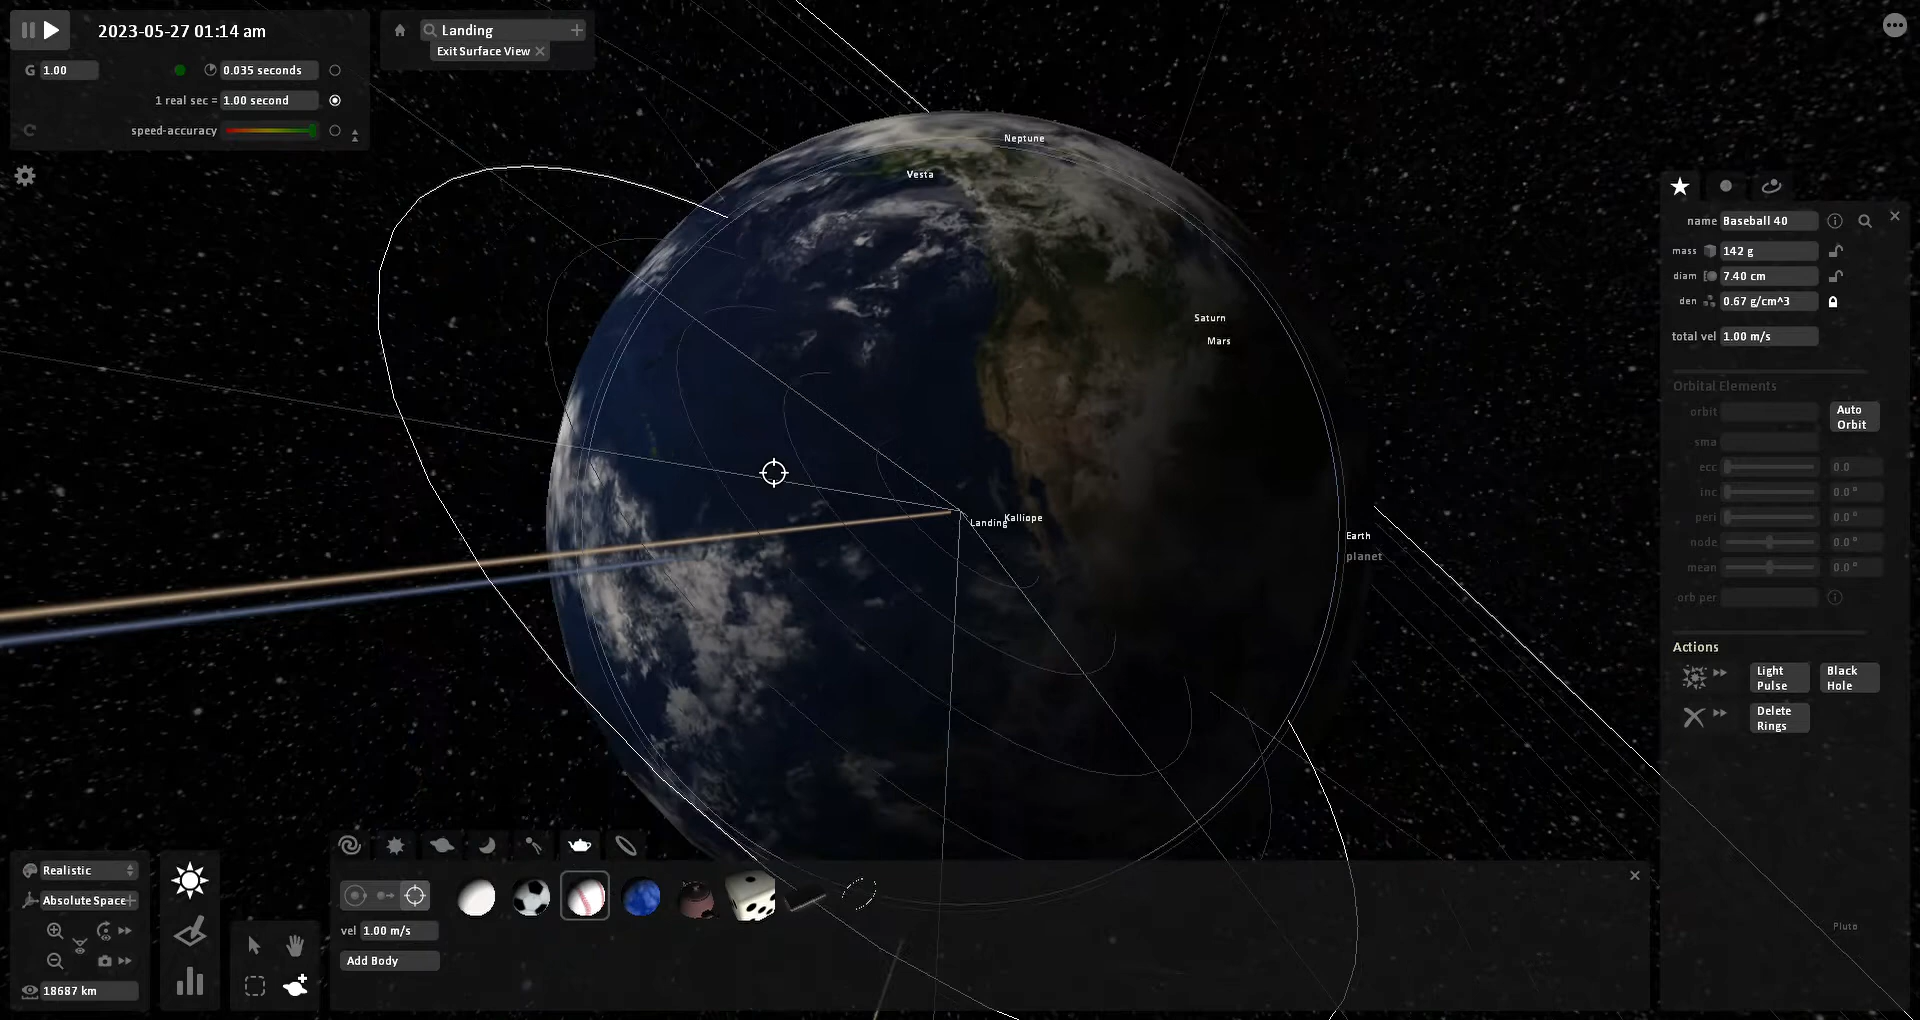 2023-05-27 01:14 am
G 1.00
0.035 seconds
1 real sec = 1.00 second
speed-accuracy
Landing
Exit Surface View
Neptune
Vesta
Saturn
Mars
Landing
Kalliope
Earth
planet
Pluto
name Baseball 40
mass 142 g
diam 7.40 cm
den 0.67 g/cm^3
total vel 1.00 m/s
Orbital Elements
orbit
Auto
Orbit
sma
ecc 0.0
inc 0.0°
peri 0.0°
node 0.0°
mean 0.0°
orb per
Actions
Light
Pulse
Black
Hole
Delete
Rings
Realistic
Absolute Space
18687 km
vel 1.00 m/s
Add Body